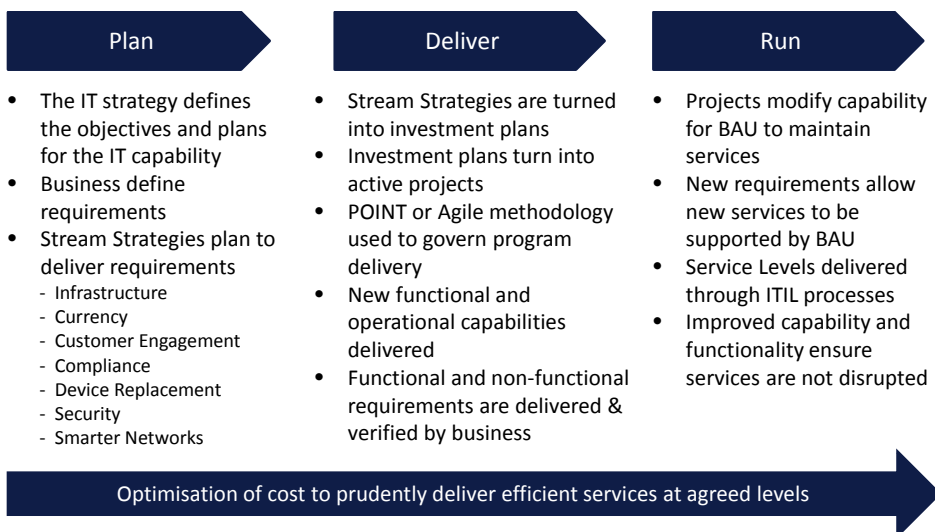 Plan
• The IT strategy defines
the objectives and plans
for the IT capability
• Business define
requirements
• Stream Strategies plan to
deliver requirements
- Infrastructure
- Currency
- Customer Engagement
- Compliance
- Device Replacement
- Security
- Smarter Networks
Deliver
• Stream Strategies are turned
into investment plans
• Investment plans turn into
active projects
• POINT or Agile methodology
used to govern program
delivery
• New functional and
operational capabilities
delivered
• Functional and non-functional
requirements are delivered &
verified by business
Run
• Projects modify capability
for BAU to maintain
services
• New requirements allow
new services to be
supported by BAU
• Service Levels delivered
through ITIL processes
• Improved capability and
functionality ensure
services are not disrupted
Optimisation of cost to prudently deliver efficient services at agreed levels